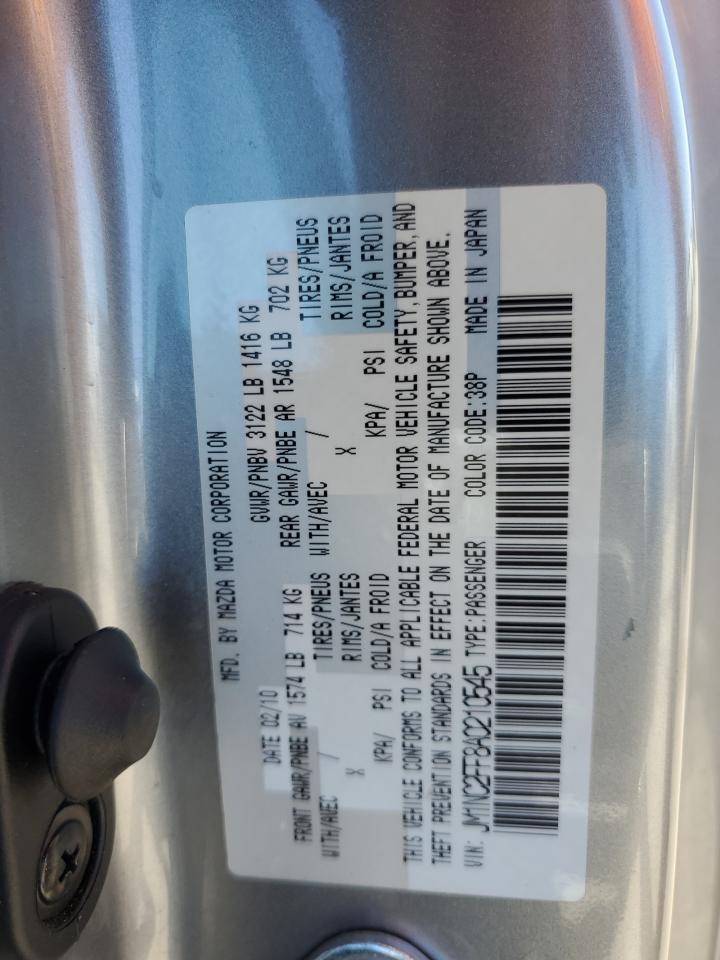 MFD. BY MAZDA MOTOR CORPORATION
DATE 02/10 GVWR/PNBV 3122 LB 1416 KG
FRONT GAWR/PNBE AV 1574 LB 714 KG REAR GAWR/PNBE AR 1548 LB 702 KG
WITH/AVEC / TIRES/PNEUS WITH/AVEC / TIRES/PNEUS
X RIMS/JANTES X RIMS/JANTES
KPA/ PSI COLD/A FROID KPA/ PSI COLD/A FROID
THIS VEHICLE CONFORMS TO ALL APPLICABLE FEDERAL MOTOR VEHICLE SAFETY, BUMPER, AND
THEFT PREVENTION STANDARDS IN EFFECT ON THE DATE OF MANUFACTURE SHOWN ABOVE.
VIN: JM1NC2FF8A0210545 TYPE:PASSENGER COLOR CODE:38P MADE IN JAPAN